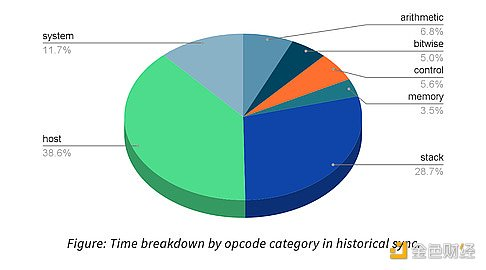 arithmetic
6.8%
bitwise
5.0%
control
5.6%
memory
3.5%
stack
28.7%
host
38.6%
system
11.7%
Figure: Time breakdown by opcode category in historical sync.
金色财经